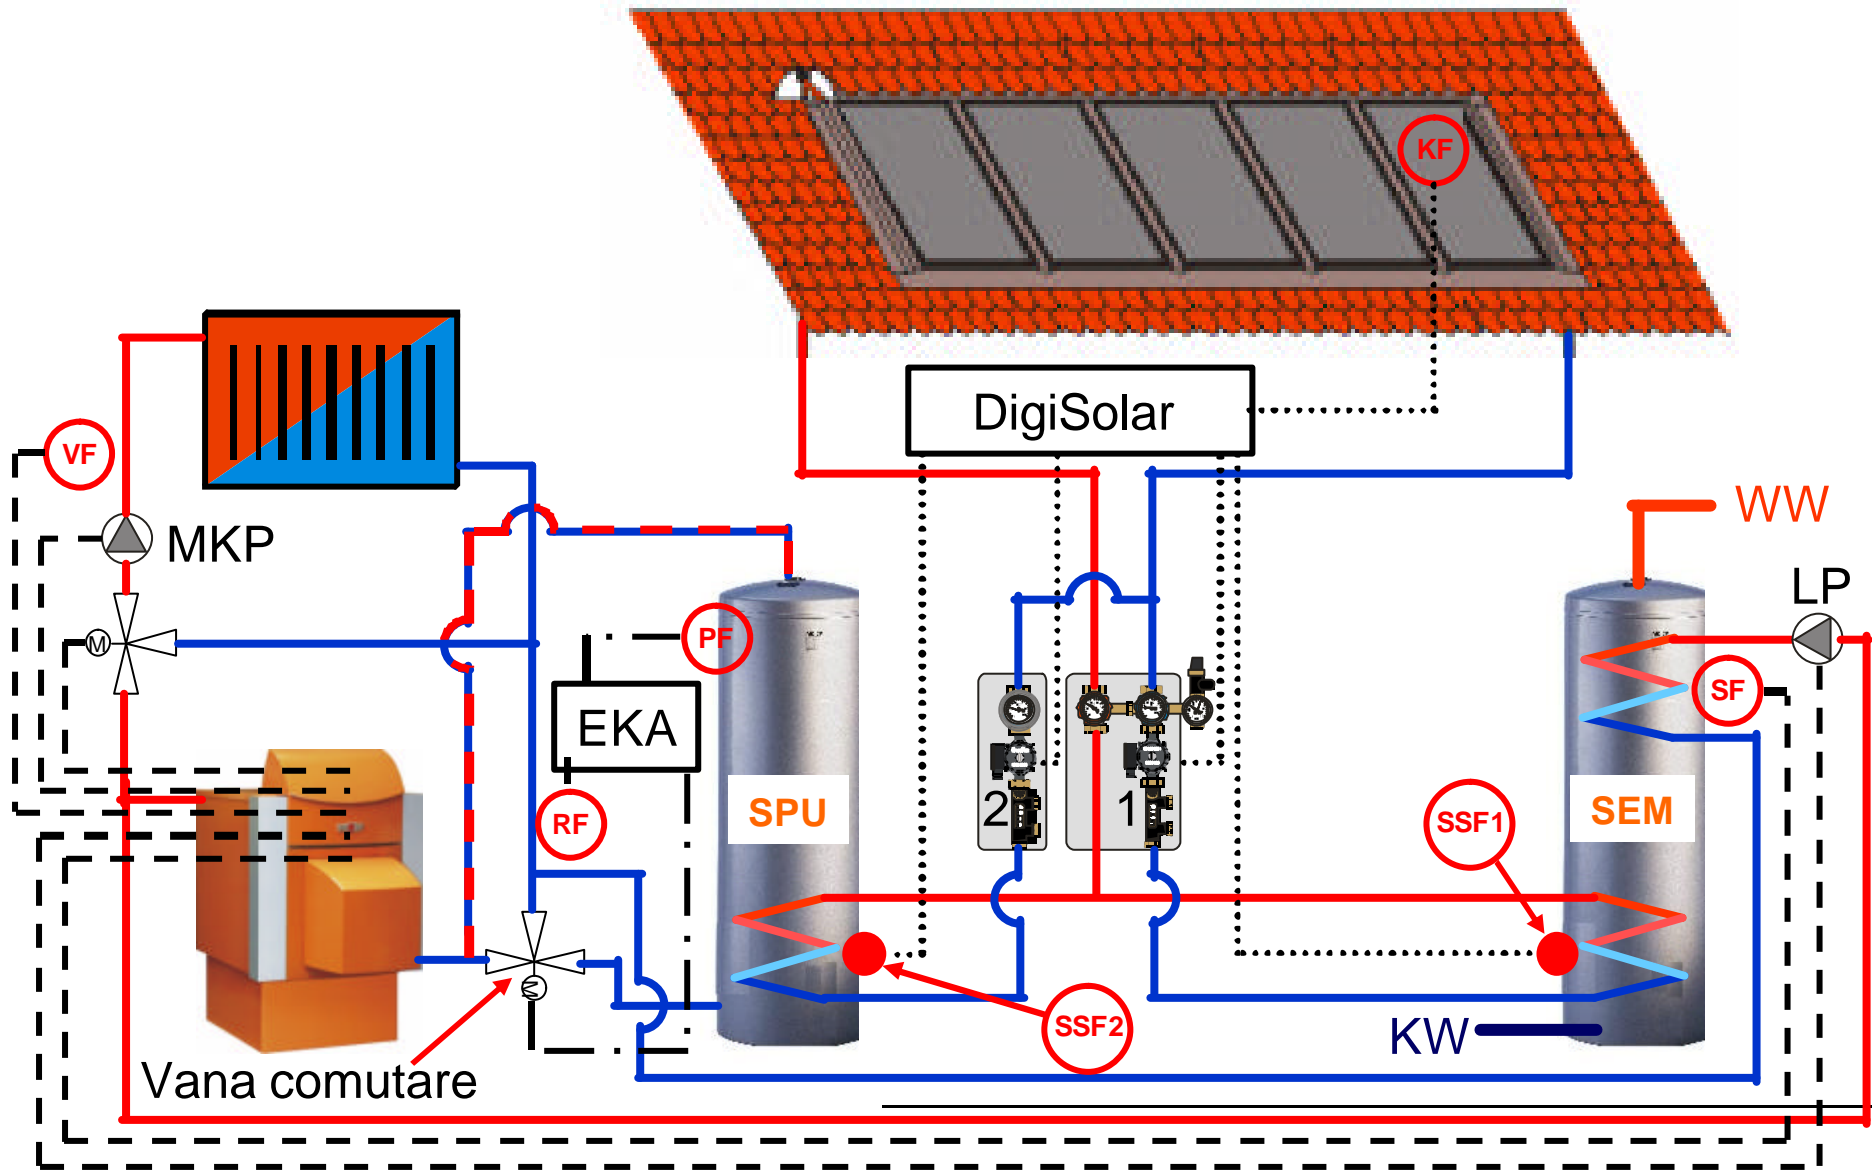 KF
DigiSolar
VF
WW
MKP
LP
M
PF
SF
EKA
SPU
2
1
RF
SSF1
SEM
M
SSF2
KW
Vana comutare